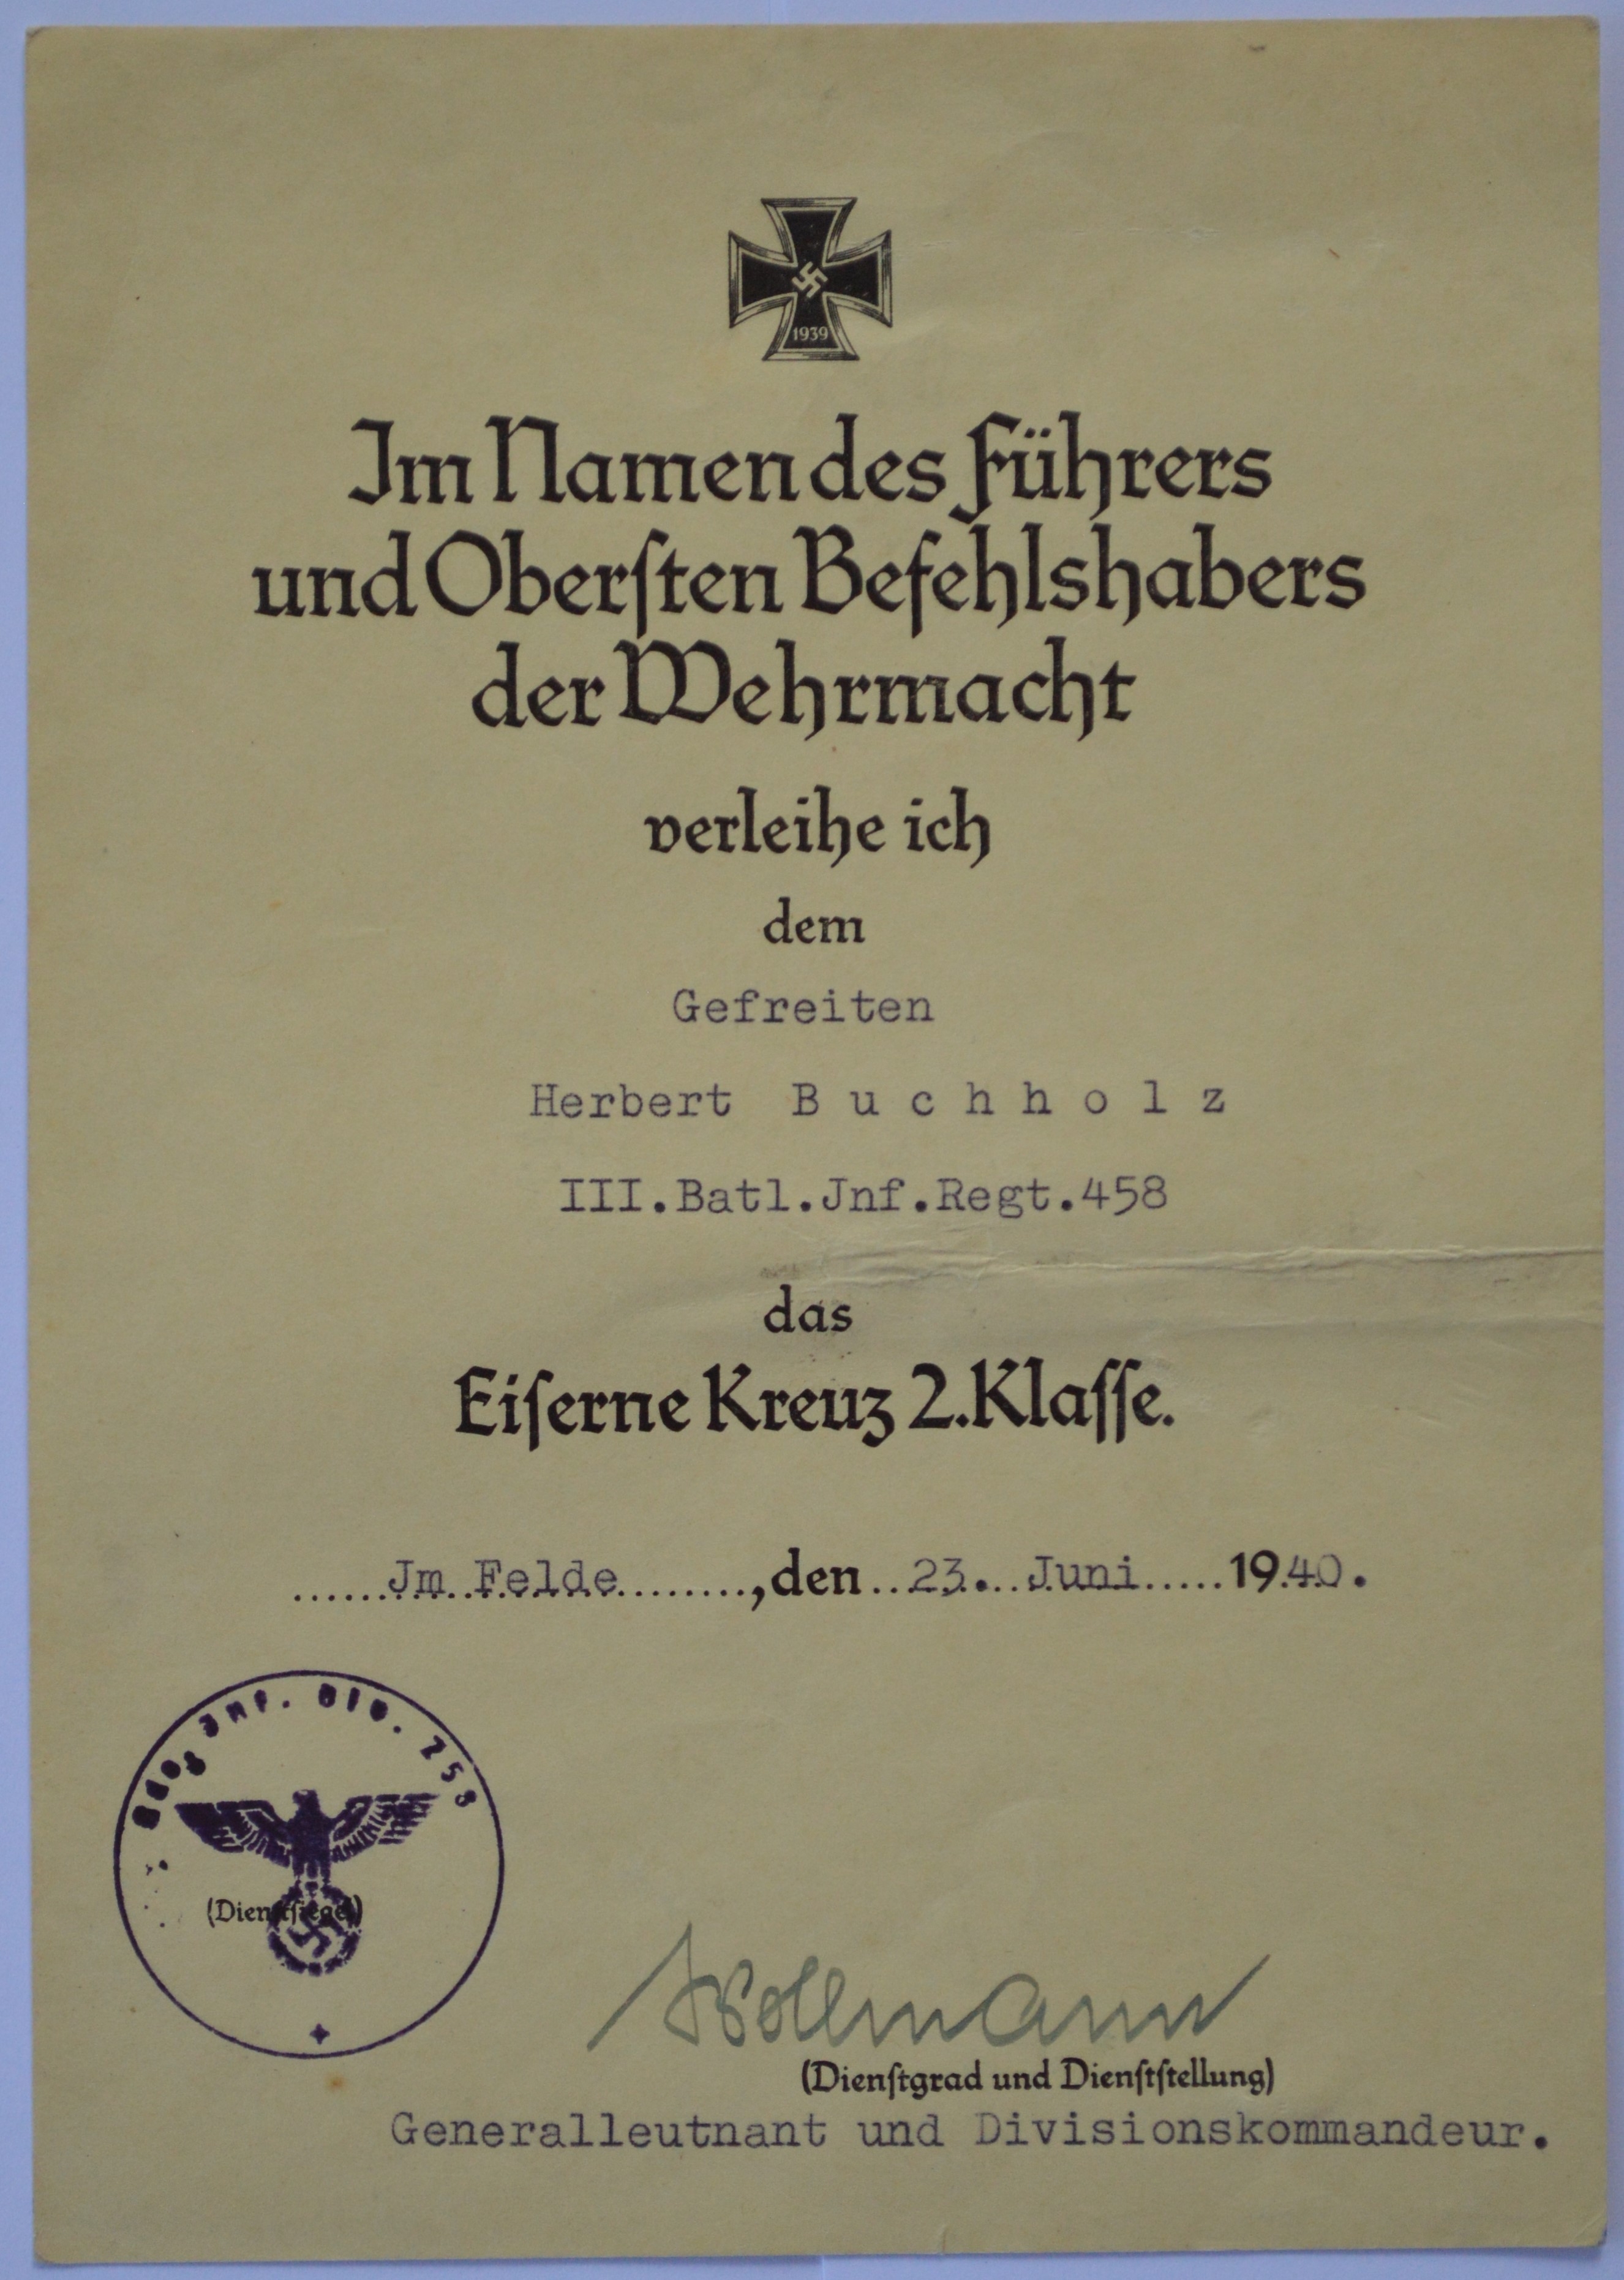 1939
Im Namen des Führers
und Oberſten Befehlshabers
der Wehrmacht
verleihe ich
dem
Gefreiten
Herbert B u c h h o l z
III.Batl.Jnf.Regt.458
das
Eiſerne Kreuz 2.Klaſſe.
Jm Felde, den 23. Juni 1940.
Jnf. Div. 258
(Dienſtſiegel)
Wollmann
(Dienſtgrad und Dienſtſtellung)
Generalleutnant und Divisionskommandeur.